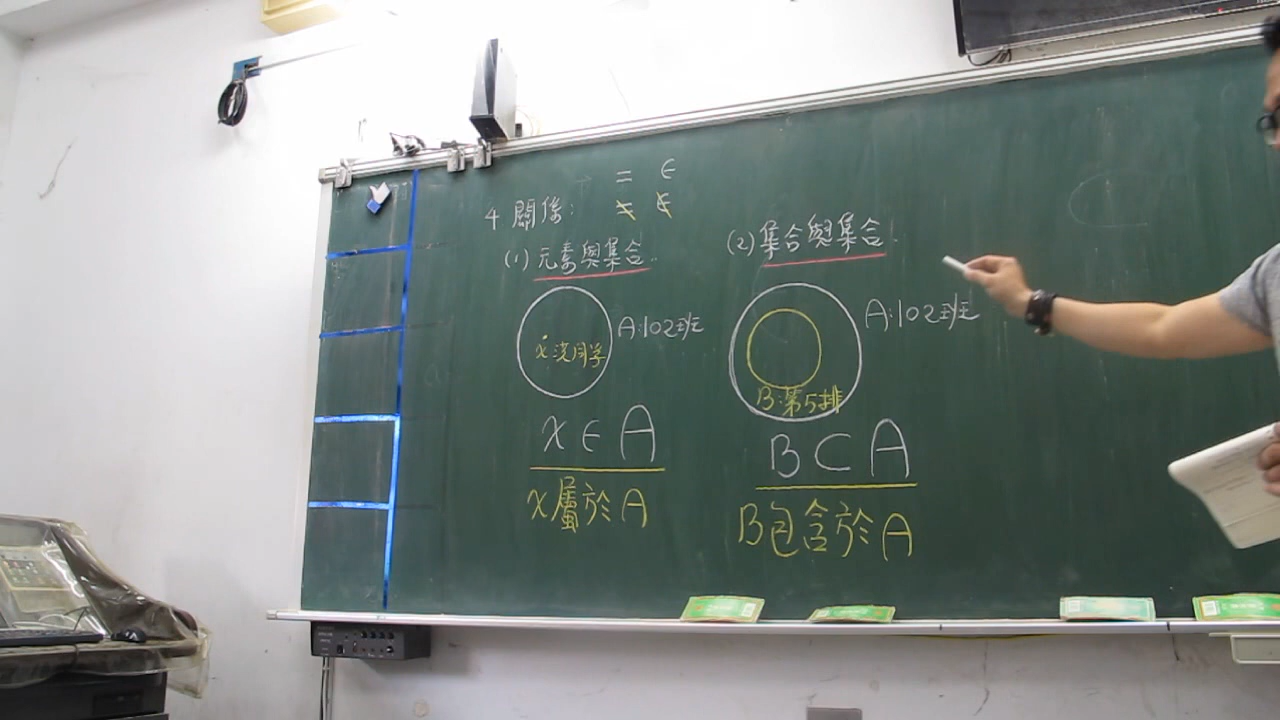 = ∈
4 關係: ≠ ∉
(1) 元素與集合.
(2) 集合與集合.
A:102班
x:洗同學
A:102班
B:第5排
x ∈ A
x屬於A
B ⊂ A
B包含於A